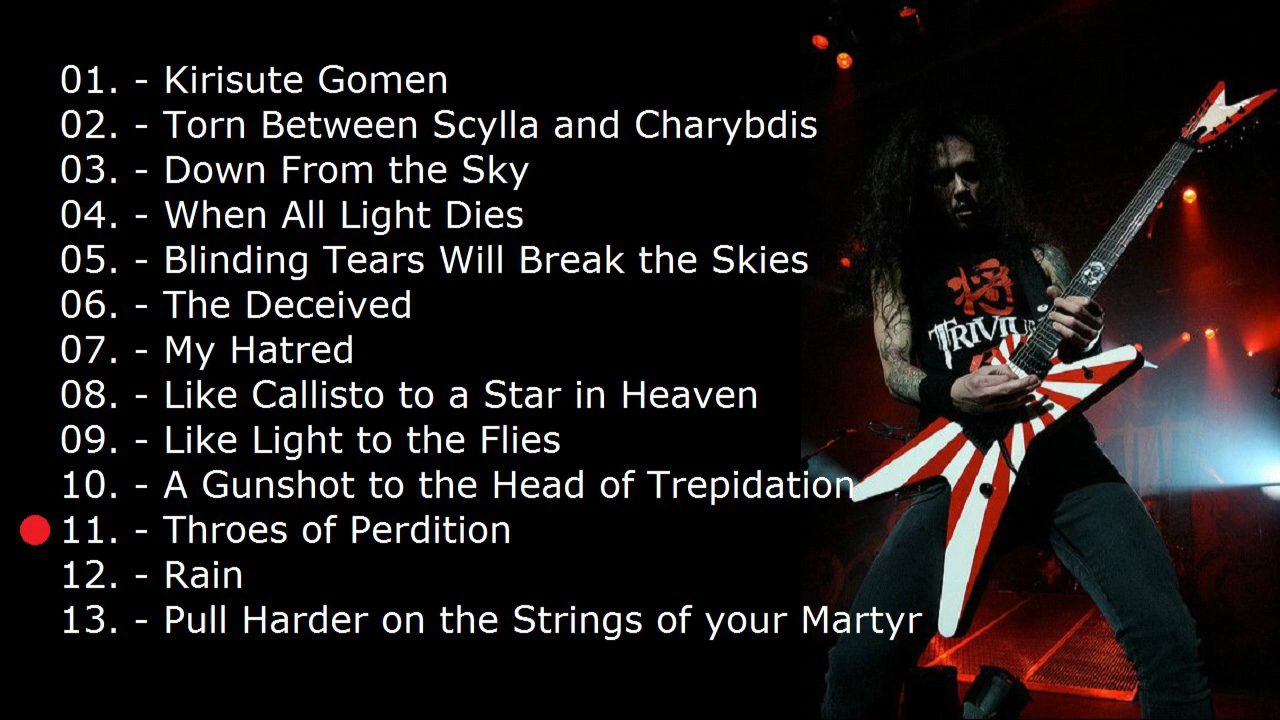 01. - Kirisute Gomen
02. - Torn Between Scylla and Charybdis
03. - Down From the Sky
04. - When All Light Dies
05. - Blinding Tears Will Break the Skies
06. - The Deceived
07. - My Hatred
08. - Like Callisto to a Star in Heaven
09. - Like Light to the Flies
10. - A Gunshot to the Head of Trepidation
11. - Throes of Perdition
12. - Rain
13. - Pull Harder on the Strings of your Martyr
将
TRIVIU